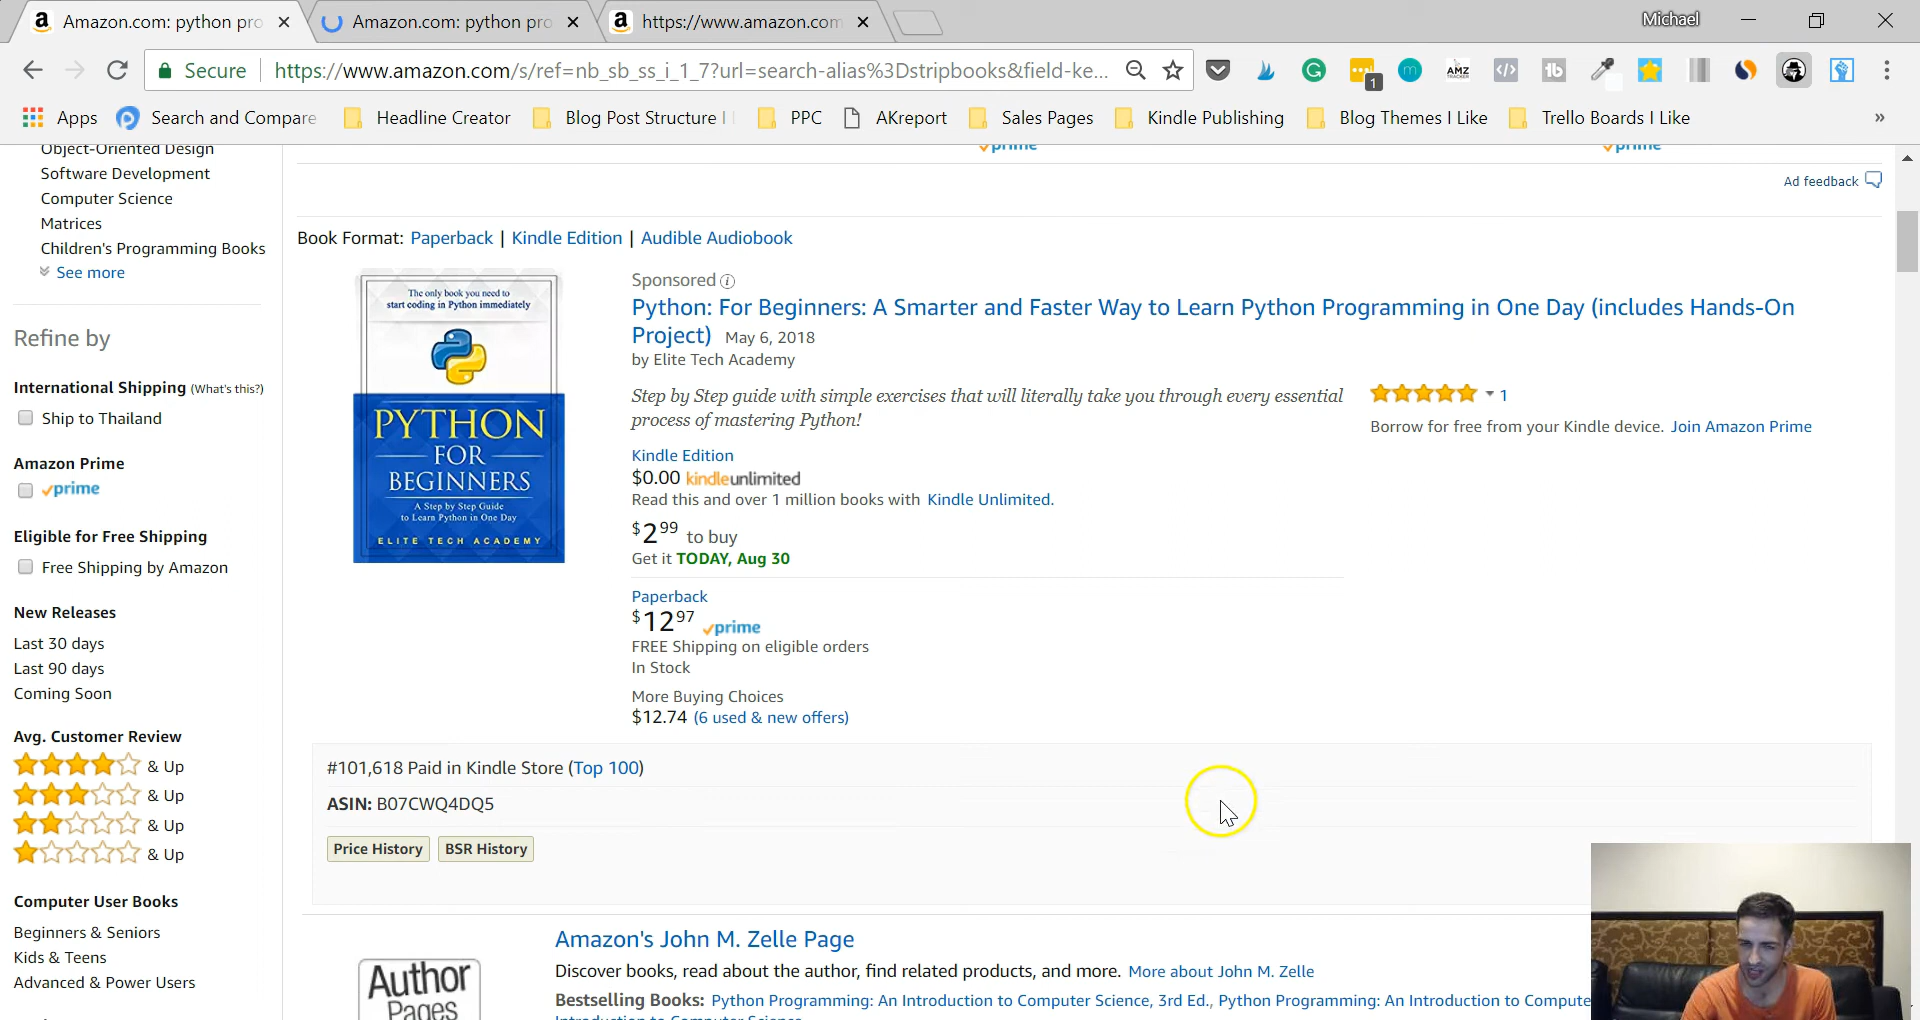 Amazon.com: python pro
Amazon.com: python pro
https://www.amazon.com
Michael
Secure
https://www.amazon.com/s/ref=nb_sb_ss_i_1_7?url=search-alias%3Dstripbooks&field-ke...
1
Apps
Search and Compare
Headline Creator
Blog Post Structure I
PPC
AKreport
Sales Pages
Kindle Publishing
Blog Themes I Like
Trello Boards I Like
»
AMZ
TRACKER
Object-Oriented Design
Software Development
Computer Science
Matrices
Children's Programming Books
See more
Refine by
International Shipping (What's this?)
Ship to Thailand
Amazon Prime
prime
Eligible for Free Shipping
Free Shipping by Amazon
New Releases
Last 30 days
Last 90 days
Coming Soon
Avg. Customer Review
& Up
& Up
& Up
& Up
Computer User Books
Beginners & Seniors
Kids & Teens
Advanced & Power Users
prime
prime
Ad feedback
Book Format: Paperback | Kindle Edition | Audible Audiobook
The only book you need to
start coding in Python immediately
PYTHON
FOR
BEGINNERS
A Step by Step Guide
to Learn Python in One Day
ELITE TECH ACADEMY
Sponsored
Python: For Beginners: A Smarter and Faster Way to Learn Python Programming in One Day (includes Hands-On
Project) May 6, 2018
by Elite Tech Academy
Step by Step guide with simple exercises that will literally take you through every essential
process of mastering Python!
1
Borrow for free from your Kindle device. Join Amazon Prime
Kindle Edition
$0.00 kindleunlimited
Read this and over 1 million books with Kindle Unlimited.
$2 99 to buy
Get it TODAY, Aug 30
Paperback
$12 97 prime
FREE Shipping on eligible orders
In Stock
More Buying Choices
$12.74 (6 used & new offers)
#101,618 Paid in Kindle Store (Top 100)
ASIN: B07CWQ4DQ5
Price History
BSR History
Author
Pages
Amazon's John M. Zelle Page
Discover books, read about the author, find related products, and more. More about John M. Zelle
Bestselling Books: Python Programming: An Introduction to Computer Science, 3rd Ed., Python Programming: An Introduction to Compute
Introduction to Computer Science